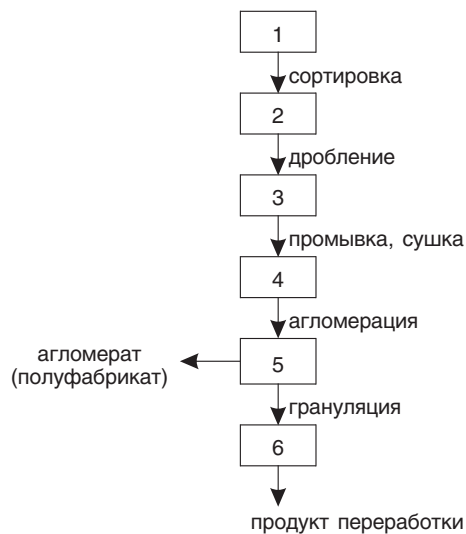 1
сортировка
2
дробление
3
промывка, сушка
4
агломерация
агломерат
(полуфабрикат)
5
грануляция
6
продукт переработки